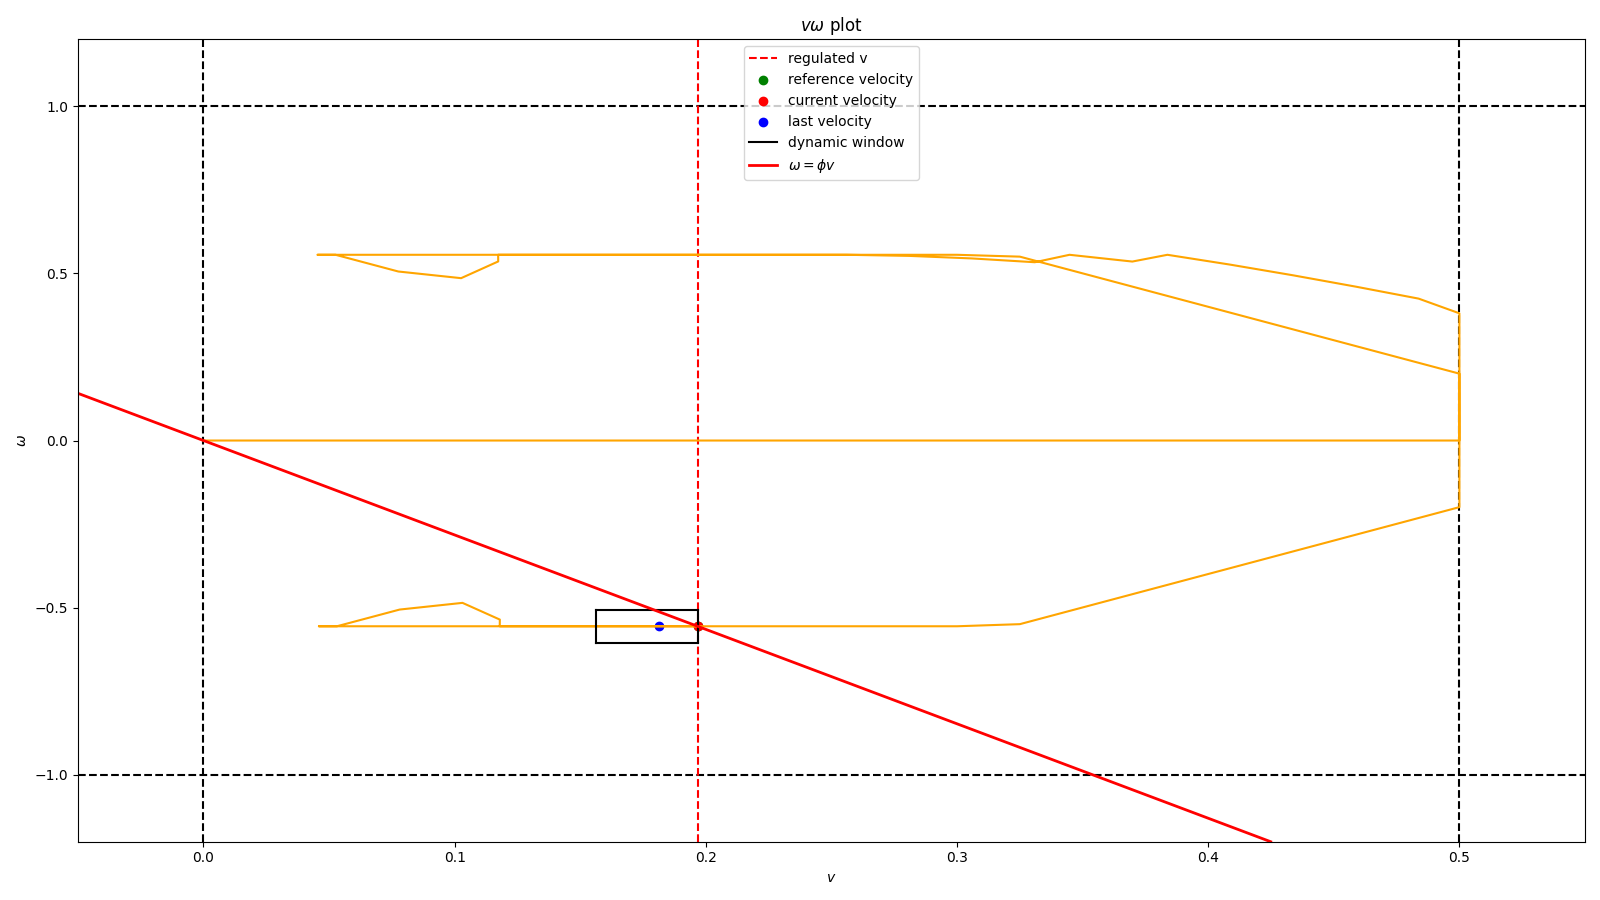 vω plot
regulated v
reference velocity
current velocity
last velocity
dynamic window
ω = ϕv
1.0
0.5
0.0
−0.5
−1.0
ω
0.0 0.1 0.2 0.3 0.4 0.5
v